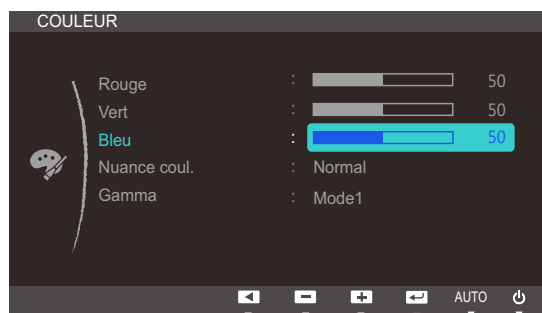 COULEUR
Rouge : 50
Vert : 50
Bleu : 50
Nuance coul. : Normal
Gamma : Mode1
AUTO